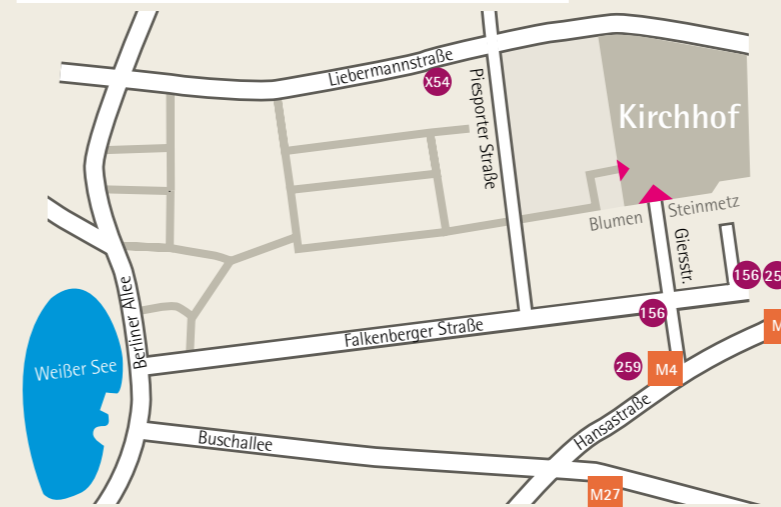 Liebermannstraße
X54
Piesporter Straße
Kirchhof
Blumen
Steinmetz
Giersstr.
156
25
156
Berliner Allee
Falkenberger Straße
M
Weißer See
259
M4
Hansastraße
Buschallee
M27